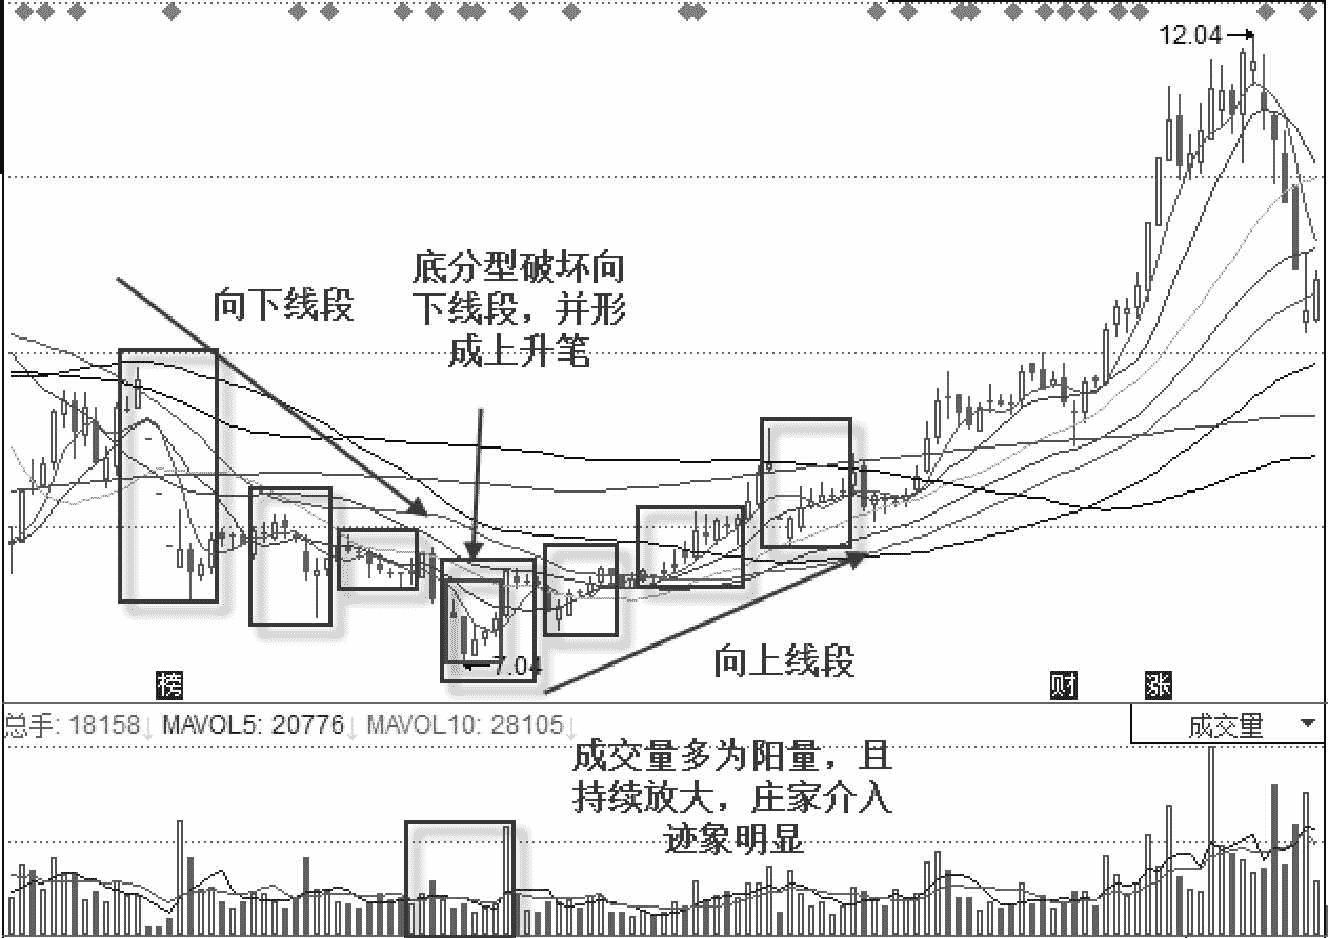 12.04
底分型破坏向
下线段，并形
成上升笔
向下线段
7.04
向上线段
榜
财
涨
总手: 18158↓ MAVOL5: 20776↓ MAVOL10: 28105↓
成交量
成交量多为阳量，且
持续放大，庄家介入
迹象明显